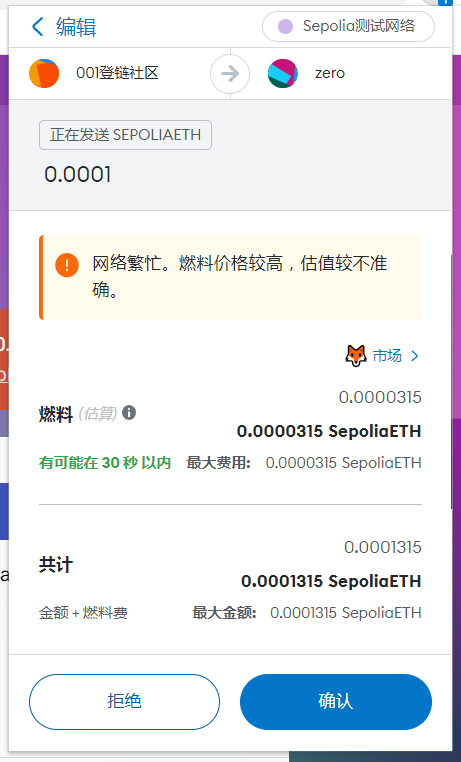 编辑
Sepolia测试网络
001登链社区
zero
正在发送 SEPOLIAETH
0.0001
网络繁忙。燃料价格较高，估值较不准
确。
市场
0.0000315
燃料 (估算)
0.0000315 SepoliaETH
有可能在 30 秒 以内 最大费用: 0.0000315 SepoliaETH
0.0001315
共计
0.0001315 SepoliaETH
金额 + 燃料费 最大金额: 0.0001315 SepoliaETH
拒绝
确认